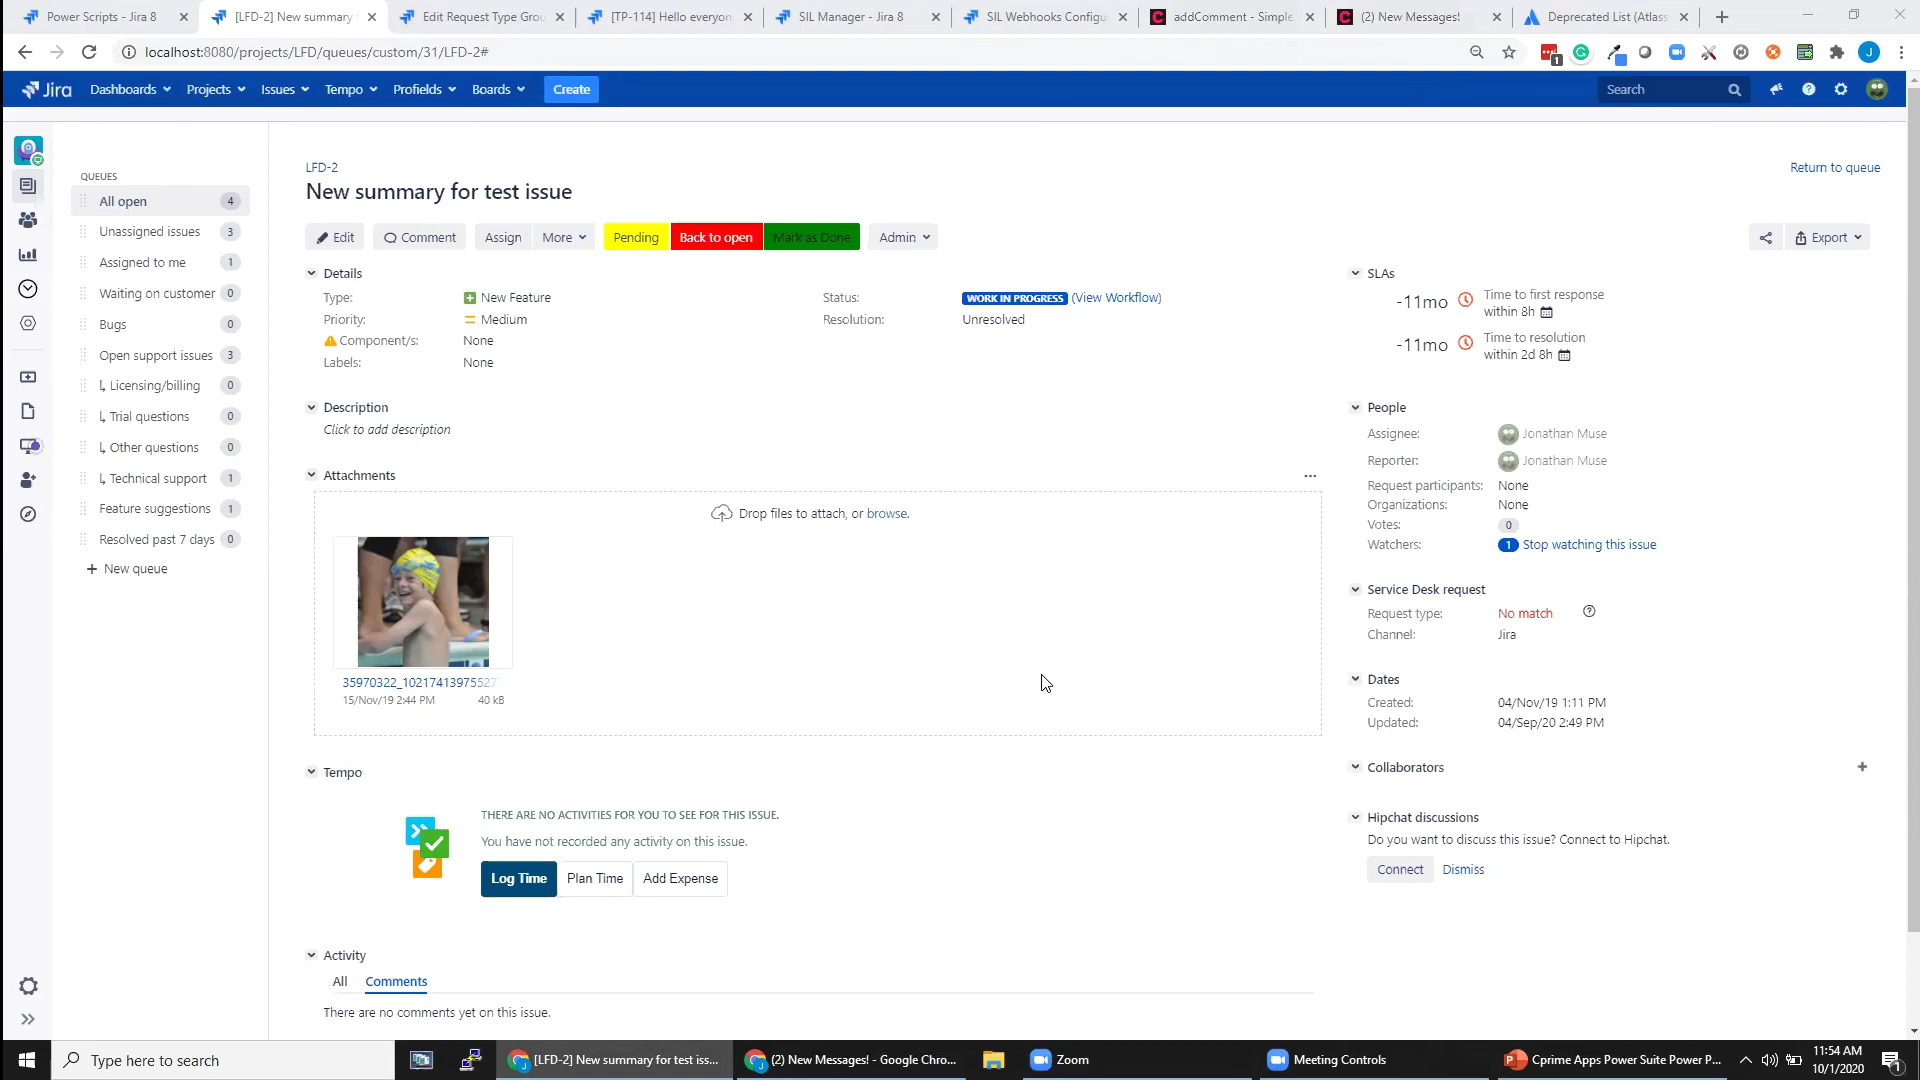 Power Scripts - Jira 8
[LFD-2] New summary
Edit Request Type Grou
[TP-114] Hello everyon
SIL Manager - Jira 8
SIL Webhooks Configu
addComment - Simple
(2) New Messages!
Deprecated List (Atlass
localhost:8080/projects/LFD/queues/custom/31/LFD-2#
1
J
Jira
Dashboards
Projects
Issues
Tempo
Profields
Boards
Create
Search
QUEUES
All open 4
Unassigned issues 3
Assigned to me 1
Waiting on customer 0
Bugs 0
Open support issues 3
Licensing/billing 0
Trial questions 0
Other questions 0
Technical support 1
Feature suggestions 1
Resolved past 7 days 0
+ New queue
LFD-2
Return to queue
New summary for test issue
Edit
Comment
Assign
More
Pending
Back to open
Mark as Done
Admin
Export
Details
Type: New Feature
Status: WORK IN PROGRESS (View Workflow)
Priority: Medium
Resolution: Unresolved
Component/s: None
Labels: None
Description
Click to add description
Attachments
...
Drop files to attach, or browse.
35970322_1021741397552
15/Nov/19 2:44 PM 40 kB
Tempo
THERE ARE NO ACTIVITIES FOR YOU TO SEE FOR THIS ISSUE.
You have not recorded any activity on this issue.
Log Time
Plan Time
Add Expense
Activity
All
Comments
There are no comments yet on this issue.
SLAs
-11mo Time to first response
within 8h
-11mo Time to resolution
within 2d 8h
People
Assignee: Jonathan Muse
Reporter: Jonathan Muse
Request participants: None
Organizations: None
Votes: 0
Watchers: 1 Stop watching this issue
Service Desk request
Request type: No match
Channel: Jira
Dates
Created: 04/Nov/19 1:11 PM
Updated: 04/Sep/20 2:49 PM
Collaborators
Hipchat discussions
Do you want to discuss this issue? Connect to Hipchat.
Connect
Dismiss
Type here to search
[LFD-2] New summary for test iss...
(2) New Messages! - Google Chro...
Zoom
Meeting Controls
Cprime Apps Power Suite Power P...
11:54 AM
10/1/2020
1